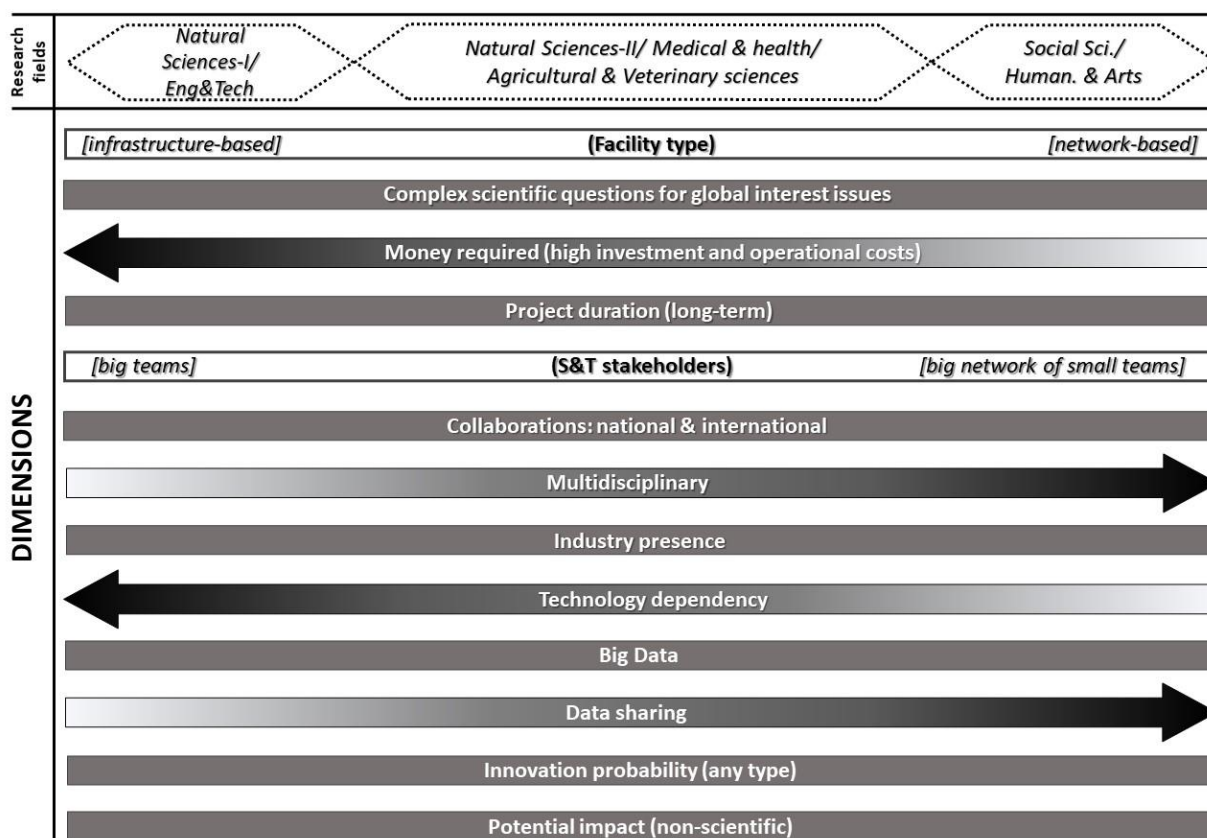 Research
fields
Natural
Sciences-I/
Eng&Tech
Natural Sciences-II/ Medical & health/
Agricultural & Veterinary sciences
Social Sci./
Human. & Arts
DIMENSIONS
[infrastructure-based] (Facility type) [network-based]
Complex scientific questions for global interest issues
Money required (high investment and operational costs)
Project duration (long-term)
[big teams] (S&T stakeholders) [big network of small teams]
Collaborations: national & international
Multidisciplinary
Industry presence
Technology dependency
Big Data
Data sharing
Innovation probability (any type)
Potential impact (non-scientific)